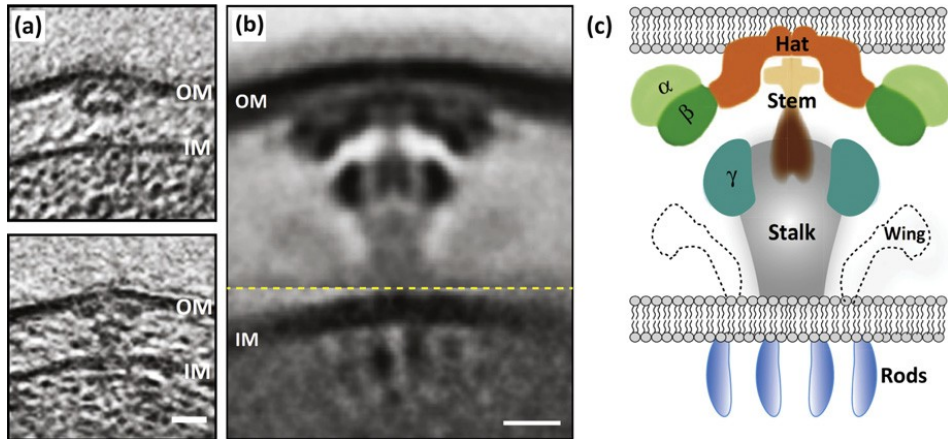 (a)
OM
IM
OM
IM
(b)
OM
IM
(c)
Hat
α
β
Stem
γ
Stalk
Wing
Rods